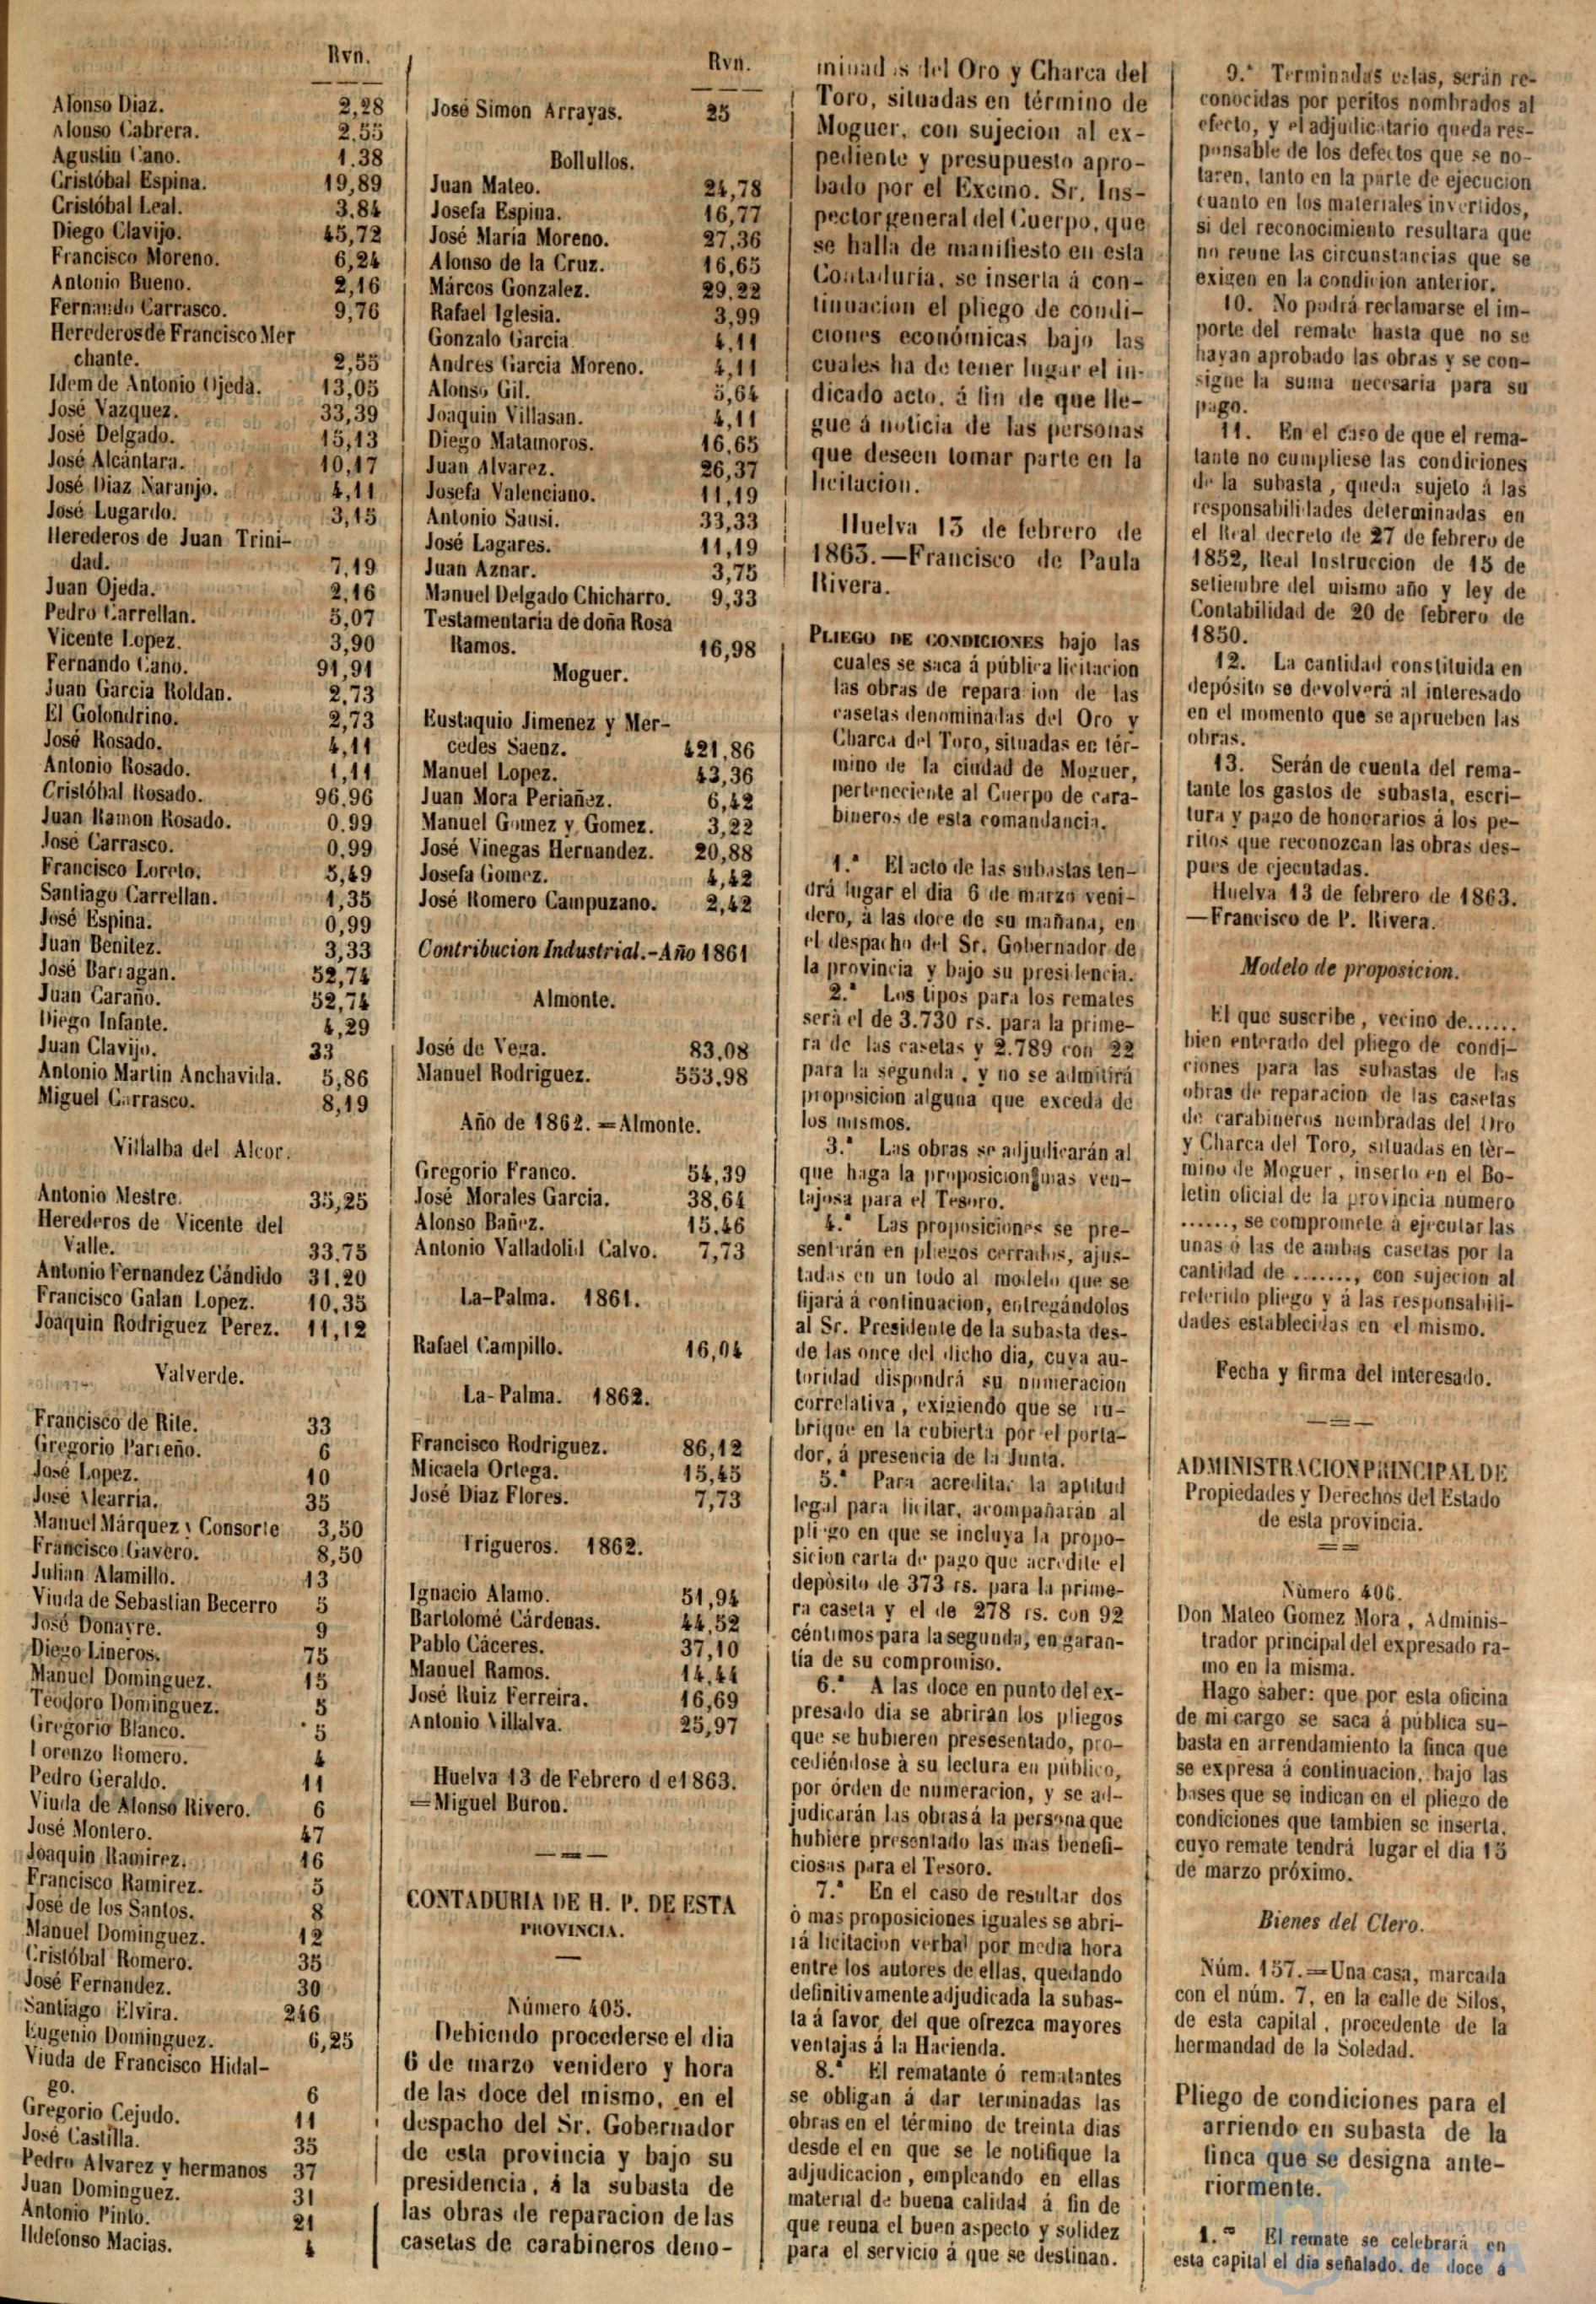 Rvn.
Alonso Diaz. 2,28
Alonso Cabrera. 2,55
Agustin Cano. 1,38
Cristóbal Espina. 19,89
Cristóbal Leal. 3,84
Diego Clavijo. 45,72
Francisco Moreno. 6,24
Antonio Bueno. 2,16
Fernando Carrasco. 9,76
Herederos de Francisco Mer
chante. 2,55
Idem de Antonio Ojeda. 13,05
José Vazquez. 33,39
José Delgado. 15,13
José Alcántara. 10,17
José Diaz Naranjo. 4,11
José Lugardo. 3,15
Herederos de Juan Trini-
dad. 7,19
Juan Ojeda. 2,16
Pedro Carrellan. 5,07
Vicente Lopez. 3,90
Fernando Cano. 91,91
Juan Garcia Roldan. 2,73
El Golondrino. 2,73
José Rosado. 4,11
Antonio Rosado. 1,11
Cristóbal Rosado. 96,96
Juan Ramon Rosado. 0,99
José Carrasco. 0,99
Francisco Loreto. 5,49
Santiago Carrellan. 1,35
José Espina. 0,99
Juan Benitez. 3,33
José Barragan. 52,74
Juan Caraño. 52,74
Diego Infante. 4,29
Juan Clavijo. 33
Antonio Martin Anchavida. 5,86
Miguel Carrasco. 8,19
Villalba del Alcor.
Antonio Mestre. 35,25
Herederos de Vicente del
Valle. 33,75
Antonio Fernandez Cándido 31,20
Francisco Galan Lopez. 10,35
Joaquin Rodriguez Perez. 11,12
Valverde.
Francisco de Rite. 33
Gregorio Parreño. 6
José Lopez. 10
José Alcarria. 35
Manuel Márquez y Consorte 3,50
Francisco Gavero. 8,50
Julian Alamillo. 13
Viuda de Sebastian Becerro 5
José Donayre. 9
Diego Lineros. 75
Manuel Dominguez. 15
Teodoro Dominguez. 5
Gregorio Blanco. 5
Lorenzo Romero. 4
Pedro Geraldo. 11
Viuda de Alonso Rivero. 6
José Montero. 47
Joaquin Ramirez. 16
Francisco Ramirez. 5
José de los Santos. 8
Manuel Dominguez. 12
Cristóbal Romero. 35
José Fernandez. 30
Santiago Elvira. 246
Eugenio Dominguez. 6,25
Viuda de Francisco Hidal-
go. 6
Gregorio Cejudo. 11
José Castilla. 35
Pedro Alvarez y hermanos 37
Juan Dominguez. 31
Antonio Pinto. 21
Ildefonso Macias. 4
Rvn.
José Simon Arrayas. 25
Bollullos.
Juan Mateo. 24,78
Josefa Espina. 16,77
José María Moreno. 27,36
Alonso de la Cruz. 16,65
Márcos Gonzalez. 29,22
Rafael Iglesia. 3,99
Gonzalo Garcia 4,11
Andrés Garcia Moreno. 4,11
Alonso Gil. 5,64
Joaquin Villasan. 4,11
Diego Matamoros. 16,65
Juan Alvarez. 26,37
Josefa Valenciano. 11,19
Antonio Sausi. 33,33
José Lagares. 11,19
Juan Aznar. 3,75
Manuel Delgado Chicharro. 9,33
Testamentaría de doña Rosa
Ramos. 16,98
Moguer.
Eustaquio Jimenez y Mer-
cedes Saenz. 421,86
Manuel Lopez. 43,36
Juan Mora Periañez. 6,42
Manuel Gomez y Gomez. 3,22
José Vinegas Hernandez. 20,88
Josefa Gomez. 4,42
José Romero Campuzano. 2,42
Contribucion Industrial.-Año 1861
Almonte.
José de Vega. 83,08
Manuel Rodriguez. 553,98
Año de 1862. = Almonte.
Gregorio Franco. 54,39
José Morales Garcia. 38,64
Alonso Bañez. 15,46
Antonio Valladolid Calvo. 7,73
La-Palma. 1861.
Rafael Campillo. 16,04
La-Palma. 1862.
Francisco Rodriguez. 86,12
Micaela Ortega. 15,45
José Diaz Flores. 7,73
Trigueros. 1862.
Ignacio Alamo. 51,94
Bartolomé Cárdenas. 44,52
Pablo Cáceres. 37,10
Manuel Ramos. 14,44
José Ruiz Ferreira. 16,69
Antonio Villalva. 25,97
Huelva 13 de Febrero d e1863.
=Miguel Buron.
CONTADURIA DE H. P. DE ESTA
PROVINCIA.
Número 405.
Debiendo procederse el dia
6 de marzo venidero y hora
de las doce del mismo, en el
despacho del Sr. Gobernador
de esta provincia y bajo su
presidencia, á la subasta de
las obras de reparacion de las
casetas de carabineros deno-
minadas del Oro y Charca del
Toro, situadas en término de
Moguer, con sujecion al ex-
pediente y presupuesto apro-
bado por el Excmo. Sr. Ins-
pector general del Cuerpo, que
se halla de manifiesto en esta
Contaduria, se inserta á con-
tinuacion el pliego de condi-
ciones económicas bajo las
cuales ha de tener lugar el in-
dicado acto, á fin de que lle-
gue á noticia de las personas
que deseen tomar parte en la
licitacion.
Huelva 13 de febrero de
1863.—Francisco de Paula
Rivera.
PLIEGO DE CONDICIONES bajo las
cuales se saca á pública licitacion
las obras de reparacion de las
casetas denominadas del Oro y
Charca del Toro, situadas en tér-
mino de la ciudad de Moguer,
perteneciente al Cuerpo de cara-
bineros de esta comandancia.
1.ª El acto de las subastas ten-
drá lugar el dia 6 de marzo veni-
dero, á las doce de su mañana, en
el despacho del Sr. Gobernador de
la provincia y bajo su presidencia.
2.ª Los tipos para los remates
será el de 3.730 rs. para la prime-
ra de las casetas y 2.789 con 22
para la segunda, y no se admitirá
proposicion alguna que exceda de
los mismos.
3.ª Las obras se adjudicarán al
que haga la proposicion mas ven-
tajosa para el Tesoro.
4.ª Las proposiciones se pre-
sentarán en pliegos cerrados, ajus-
tadas en un todo al modelo que se
fijará á continuacion, entregándolos
al Sr. Presidente de la subasta des-
de las once del dicho dia, cuya au-
toridad dispondrá su numeracion
correlativa, exigiendo que se ru-
brique en la cubierta por el porta-
dor, á presencia de la Junta.
5.ª Para acreditar la aptitud
legal para licitar, acompañarán al
pliego en que se incluya la propo-
sicion carta de pago que acredite el
depósito de 373 rs. para la prime-
ra caseta y el de 278 rs. con 92
céntimos para la segunda, en garan-
tía de su compromiso.
6.ª A las doce en punto del ex-
presado dia se abrirán los pliegos
que se hubieren presesentado, pro-
cediéndose à su lectura en público,
por órden de numeracion, y se ad-
judicarán las obras á la persona que
hubiere presentado las mas benefi-
ciosas para el Tesoro.
7.ª En el caso de resultar dos
ó mas proposiciones iguales se abri-
rá licitacion verbal por media hora
entre los autores de ellas, quedando
definitivamente adjudicada la subas-
ta á favor del que ofrezca mayores
ventajas á la Hacienda.
8.ª El rematante ó rematantes
se obligan á dar terminadas las
obras en el término de treinta dias
desde el en que se le notifique la
adjudicacion, empleando en ellas
material de buena calidad á fin de
que reuna el buen aspecto y solidez
para el servicio á que se destinan.
9.ª Terminadas estas, serán re-
conocidas por peritos nombrados al
efecto, y el adjudicatario queda res-
ponsable de los defectos que se no-
taren, tanto en la parte de ejecucion
cuanto en los materiales invertidos,
si del reconocimiento resultara que
no reune las circunstancias que se
exigen en la condicion anterior.
10. No podrá reclamarse el im-
porte del remate hasta que no se
hayan aprobado las obras y se con-
signe la suma necesaria para su
pago.
11. En el caso de que el rema-
tante no cumpliese las condiciones
de la subasta, queda sujeto á las
responsabilidades determinadas en
el Real decreto de 27 de febrero de
1852, Real Instruccion de 15 de
setiembre del mismo año y ley de
Contabilidad de 20 de febrero de
1850.
12. La cantidad constituida en
depósito se devolverá al interesado
en el momento que se aprueben las
obras.
13. Serán de cuenta del rema-
tante los gastos de subasta, escri-
tura y pago de honorarios á los pe-
ritos que reconozcan las obras des-
pues de ejecutadas.
Huelva 13 de febrero de 1863.
—Francisco de P. Rivera.
Modelo de proposicion.
El que suscribe, vecino de......
bien enterado del pliego de condi-
ciones para las subastas de las
obras de reparacion de las casetas
de carabineros nombradas del Oro
y Charca del Toro, situadas en tér-
mino de Moguer, inserto en el Bo-
letin oficial de la provincia numero
......, se compromete á ejecutar las
unas ó las de ambas casetas por la
cantidad de ......., con sujecion al
referido pliego y á las responsabili-
dades establecidas en el mismo.
Fecha y firma del interesado.
ADMINISTRACION PRINCIPAL DE
Propiedades y Derechos del Estado
de esta provincia.
Número 406.
Don Mateo Gomez Mora, Adminis-
trador principal del expresado ra-
mo en la misma.
Hago saber: que por esta oficina
de mi cargo se saca á pública su-
basta en arrendamiento la finca que
se expresa á continuacion, bajo las
bases que se indican en el pliego de
condiciones que tambien se inserta,
cuyo remate tendrá lugar el dia 15
de marzo próximo.
Bienes del Clero.
Núm. 157.=Una casa, marcada
con el núm. 7, en la calle de Silos,
de esta capital, procedente de la
hermandad de la Soledad.
Pliego de condiciones para el
arriendo en subasta de la
finca que se designa ante-
riormente.
1.ª El remate se celebrará en
esta capital el dia señalado, de doce á